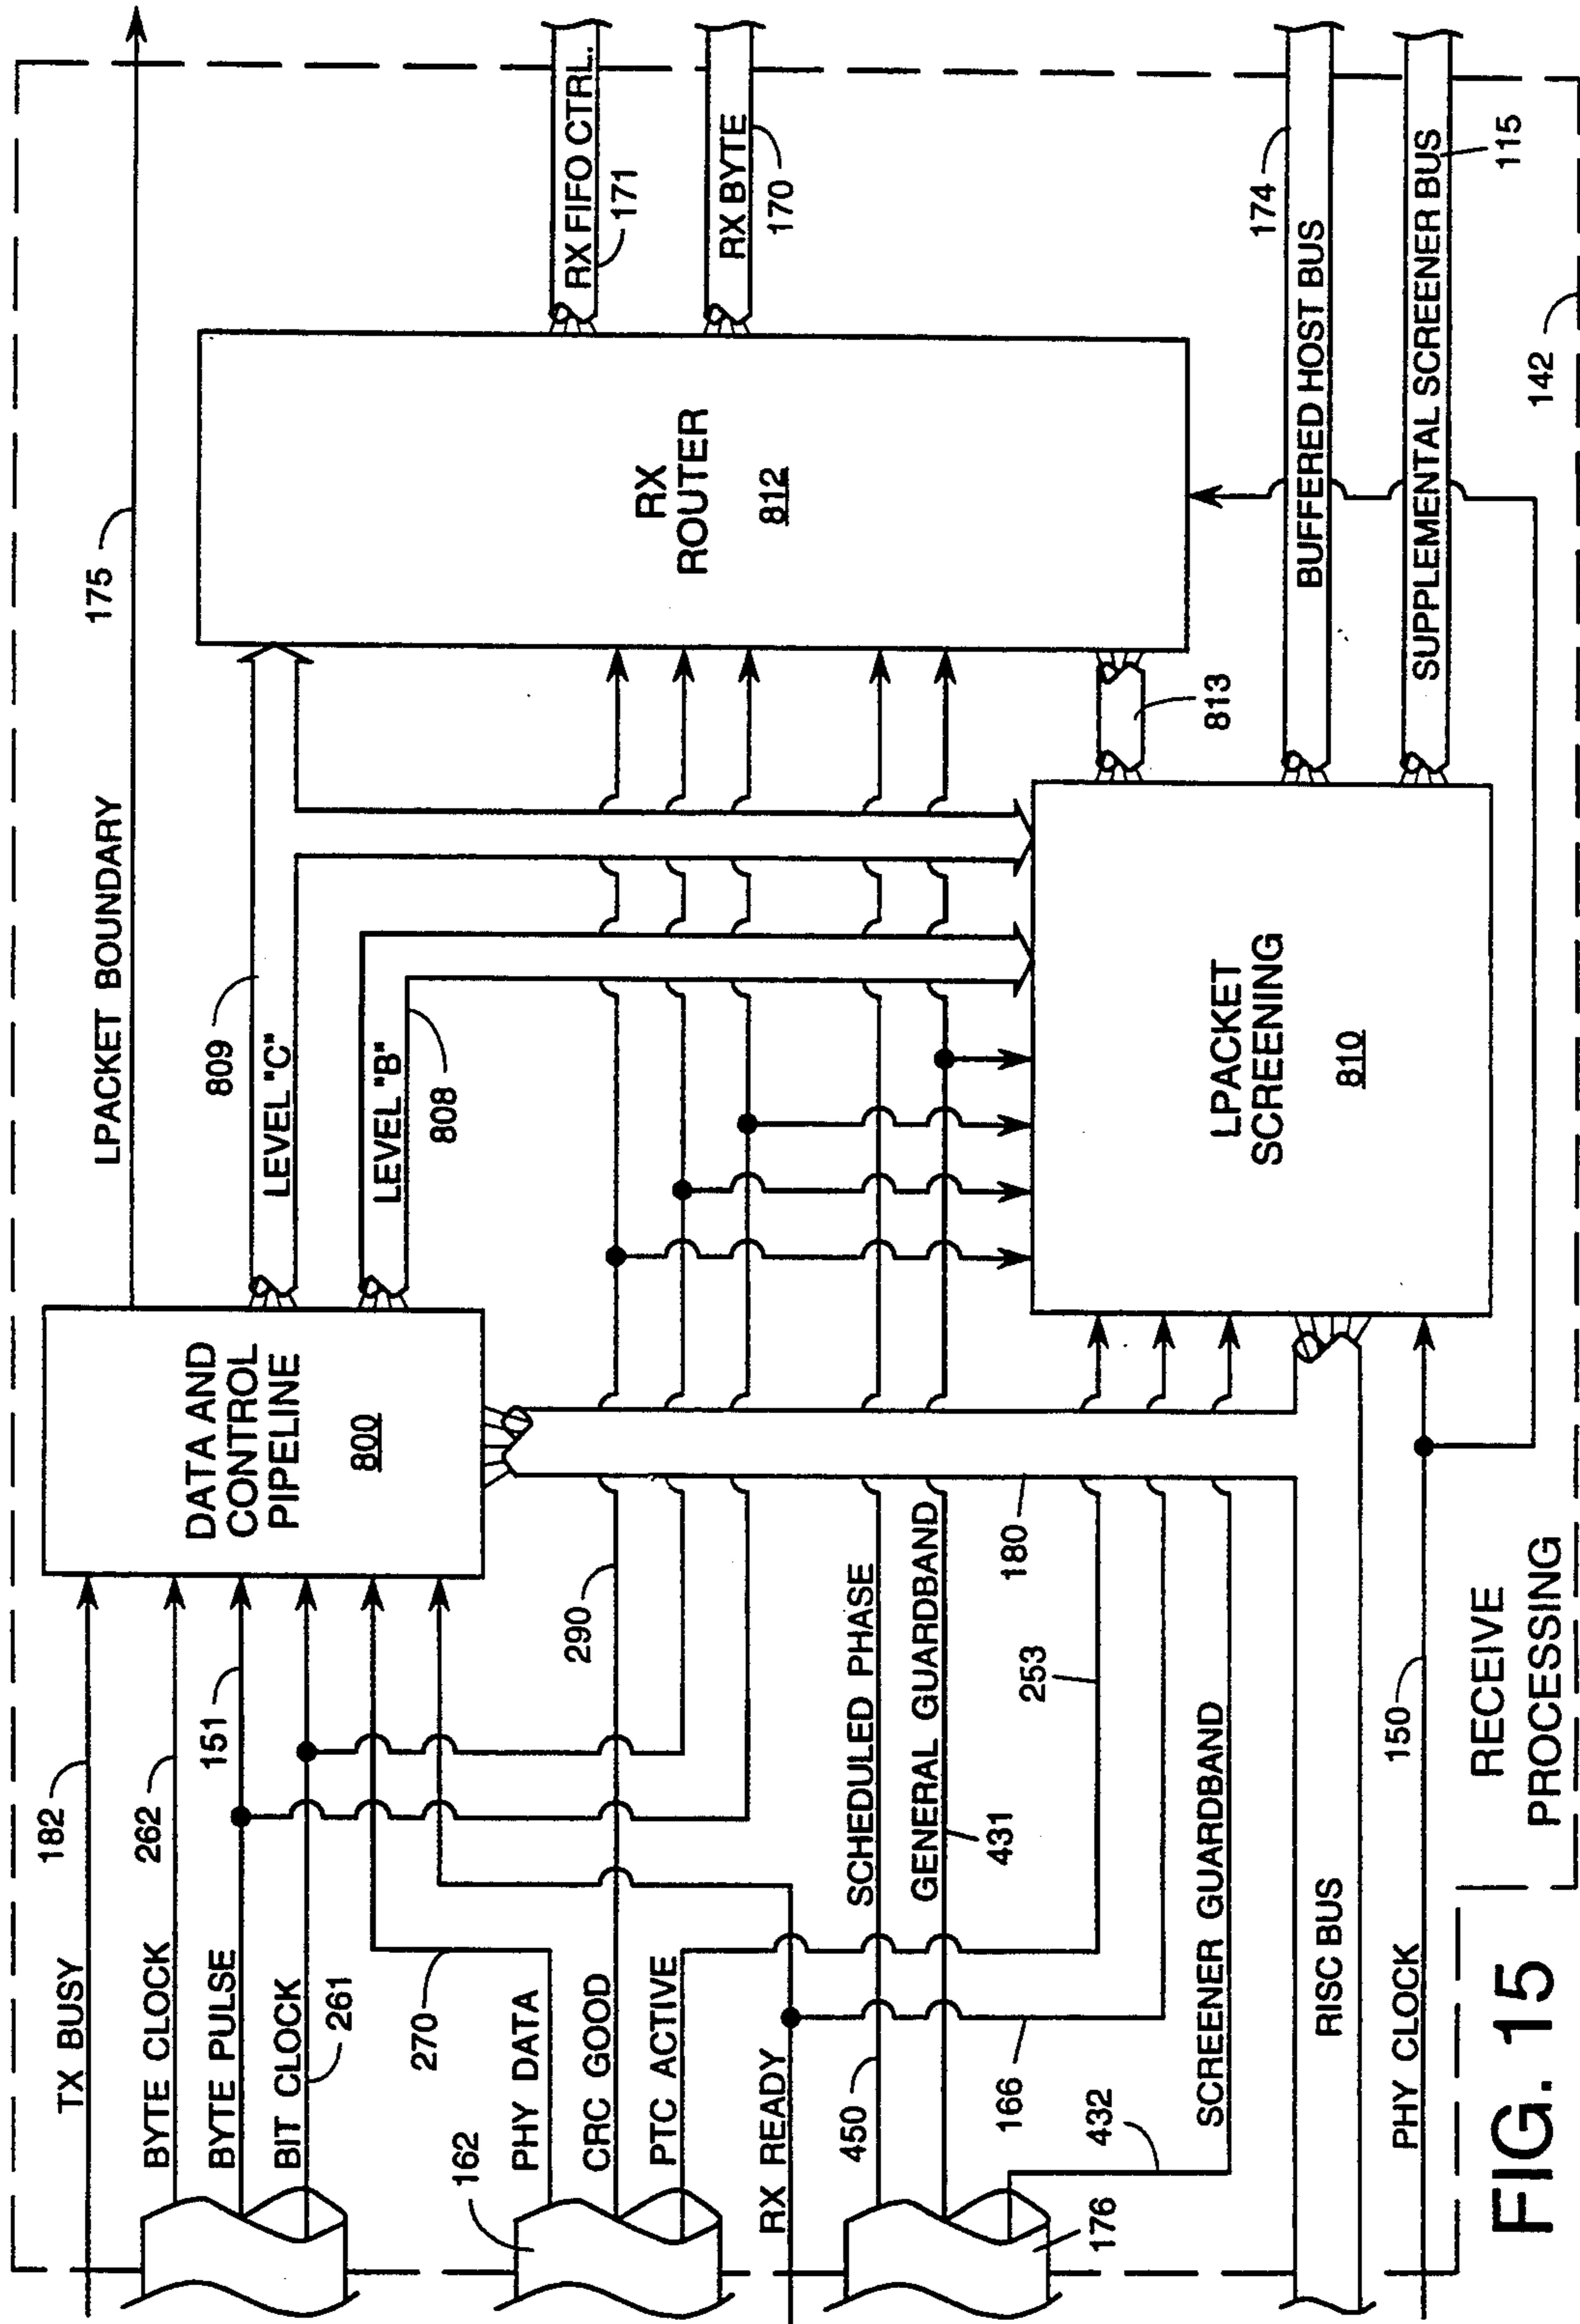 TX BUSY
182
BYTE CLOCK
262
BYTE PULSE
151
BIT CLOCK
261
270
PHY DATA
162
CRC GOOD
290
PTC ACTIVE
RX READY
450
SCHEDULED PHASE
GENERAL GUARDBAND
431
166
176
432
253
180
SCREENER GUARDBAND
RISC BUS
PHY CLOCK
150
DATA AND
CONTROL
PIPELINE
800
LPACKET BOUNDARY
175
809
LEVEL "C"
LEVEL "B"
808
RX
ROUTER
812
RX FIFO CTRL.
171
RX BYTE
170
813
LPACKET
SCREENING
810
174
BUFFERED HOST BUS
SUPPLEMENTAL SCREENER BUS
115
142
RECEIVE
PROCESSING
FIG. 15